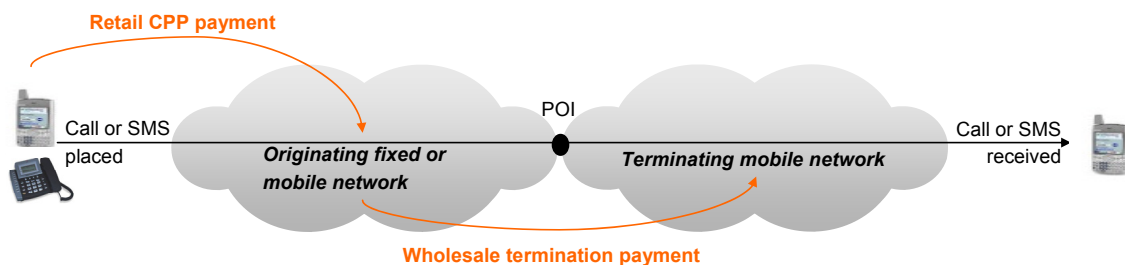 Retail CPP payment
POI
Call or SMS
placed
Originating fixed or
mobile network
Terminating mobile network
Call or SMS
received
Wholesale termination payment